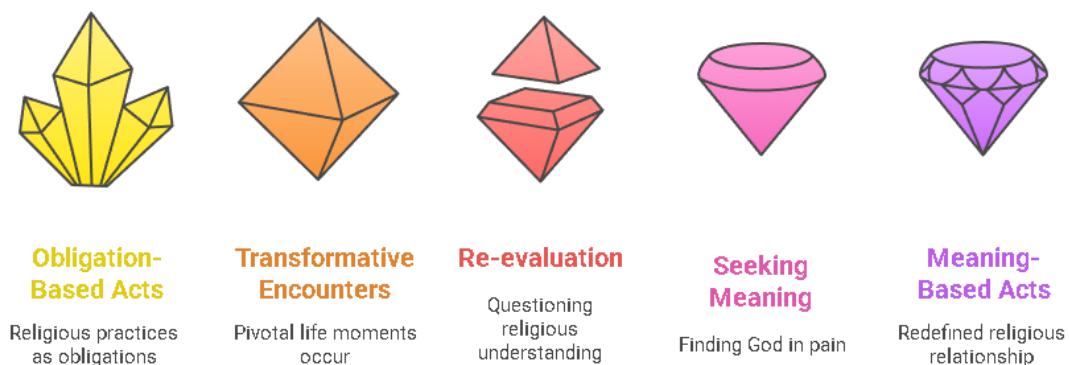 Obligation-
Based Acts
Religious practices
as obligations
Transformative
Encounters
Pivotal life moments
occur
Re-evaluation
Questioning
religious
understanding
Seeking
Meaning
Finding God in pain
Meaning-
Based Acts
Redefined religious
relationship